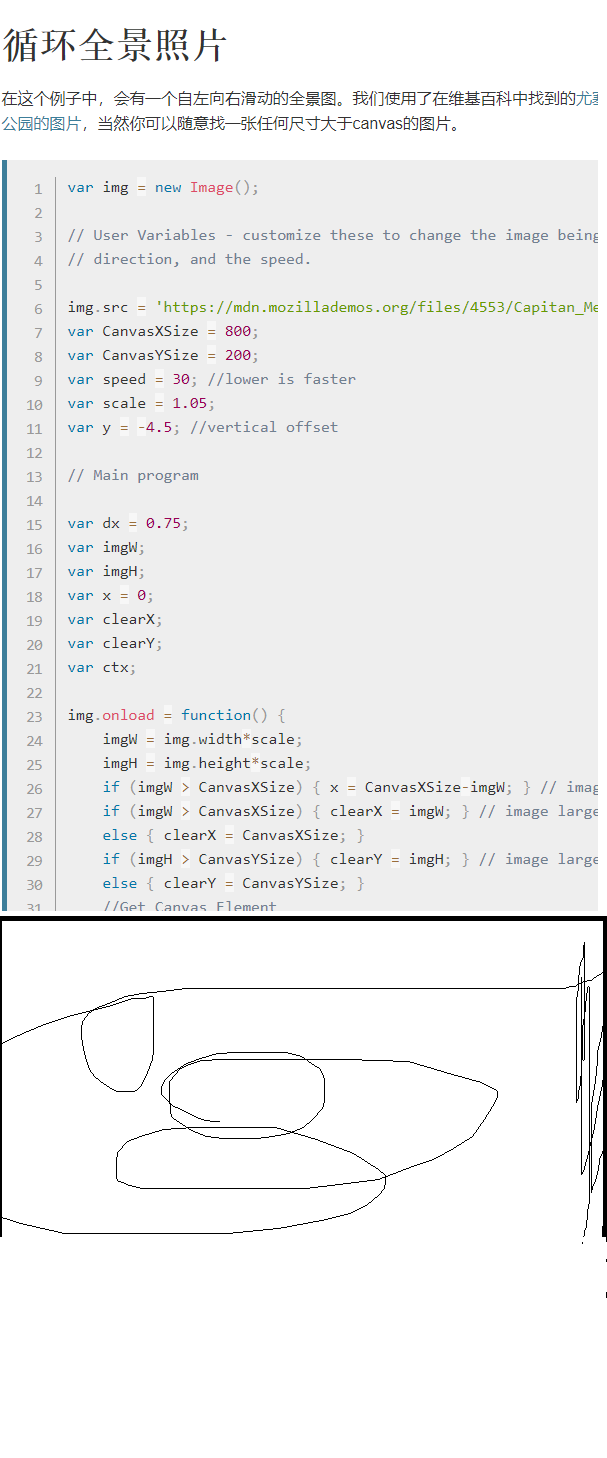 循环全景照片
在这个例子中，会有一个自左向右滑动的全景图。我们使用了在维基百科中找到的尤塞
公园的图片，当然你可以随意找一张任何尺寸大于canvas的图片。
1 var img = new Image();
2
3 // User Variables - customize these to change the image being
4 // direction, and the speed.
5
6 img.src = 'https://mdn.mozillademos.org/files/4553/Capitan_Me
7 var CanvasXSize = 800;
8 var CanvasYSize = 200;
9 var speed = 30; //lower is faster
10 var scale = 1.05;
11 var y = -4.5; //vertical offset
12
13 // Main program
14
15 var dx = 0.75;
16 var imgW;
17 var imgH;
18 var x = 0;
19 var clearX;
20 var clearY;
21 var ctx;
22
23 img.onload = function() {
24 imgW = img.width*scale;
25 imgH = img.height*scale;
26 if (imgW > CanvasXSize) { x = CanvasXSize-imgW; } // imag
27 if (imgW > CanvasXSize) { clearX = imgW; } // image large
28 else { clearX = CanvasXSize; }
29 if (imgH > CanvasYSize) { clearY = imgH; } // image large
30 else { clearY = CanvasYSize; }
31 //Get Canvas Element